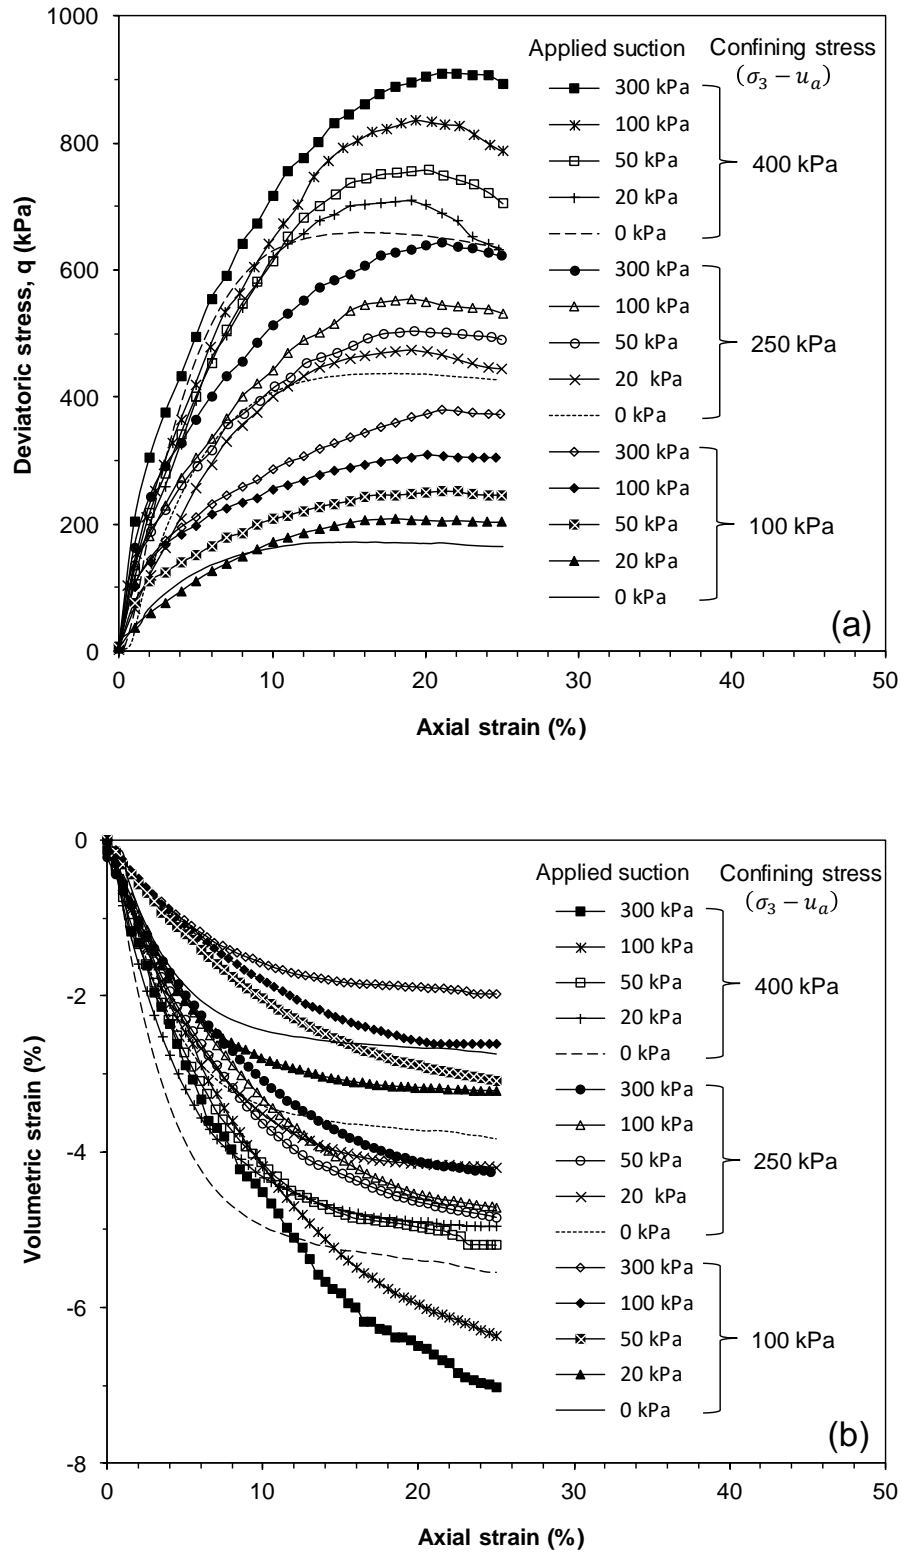 1000
800
600
400
200
0
Deviatoric stress, q (kPa)
Applied suction Confining stress
(σ₃ − uₐ)
300 kPa
100 kPa
50 kPa
20 kPa
0 kPa
400 kPa
300 kPa
100 kPa
50 kPa
20 kPa
0 kPa
250 kPa
300 kPa
100 kPa
50 kPa
20 kPa
0 kPa
100 kPa
(a)
0 10 20 30 40 50
Axial strain (%)
0
-2
-4
-6
-8
Volumetric strain (%)
Applied suction Confining stress
(σ₃ − uₐ)
300 kPa
100 kPa
50 kPa
20 kPa
0 kPa
400 kPa
300 kPa
100 kPa
50 kPa
20 kPa
0 kPa
250 kPa
300 kPa
100 kPa
50 kPa
20 kPa
0 kPa
100 kPa
(b)
0 10 20 30 40 50
Axial strain (%)